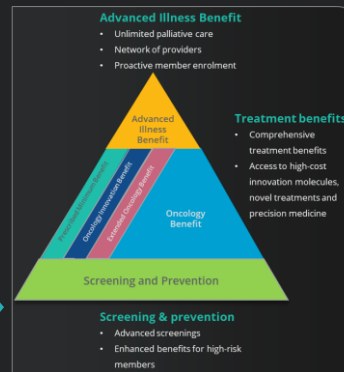 Advanced Illness Benefit
• Unlimited palliative care
• Network of providers
• Proactive member enrolment
Advanced
Illness
Benefit
Prescribed Minimum Benefit
Oncology Innovation Benefit
Extended Oncology Benefit
Oncology
Benefit
Treatment benefits
• Comprehensive
treatment benefits
• Access to high-cost
innovation molecules,
novel treatments and
precision medicine
Screening and Prevention
Screening & prevention
• Advanced screenings
• Enhanced benefits for high-risk
members